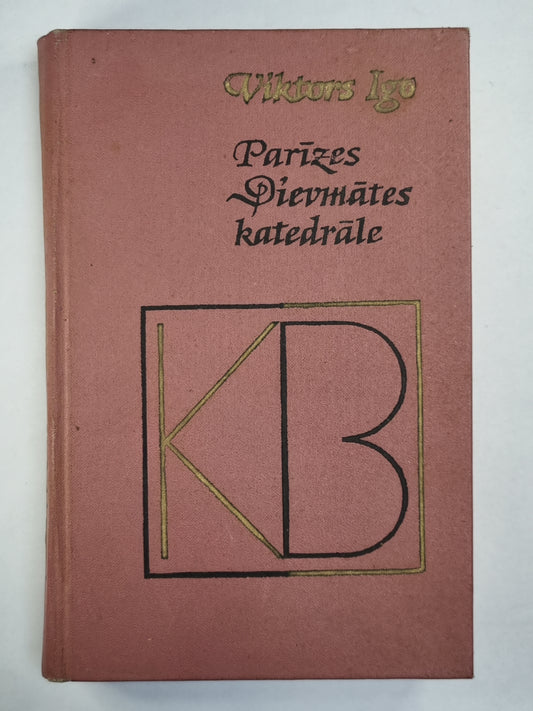 Viktors Igo
Parīzes
Dievmātes
katedrāle
KB